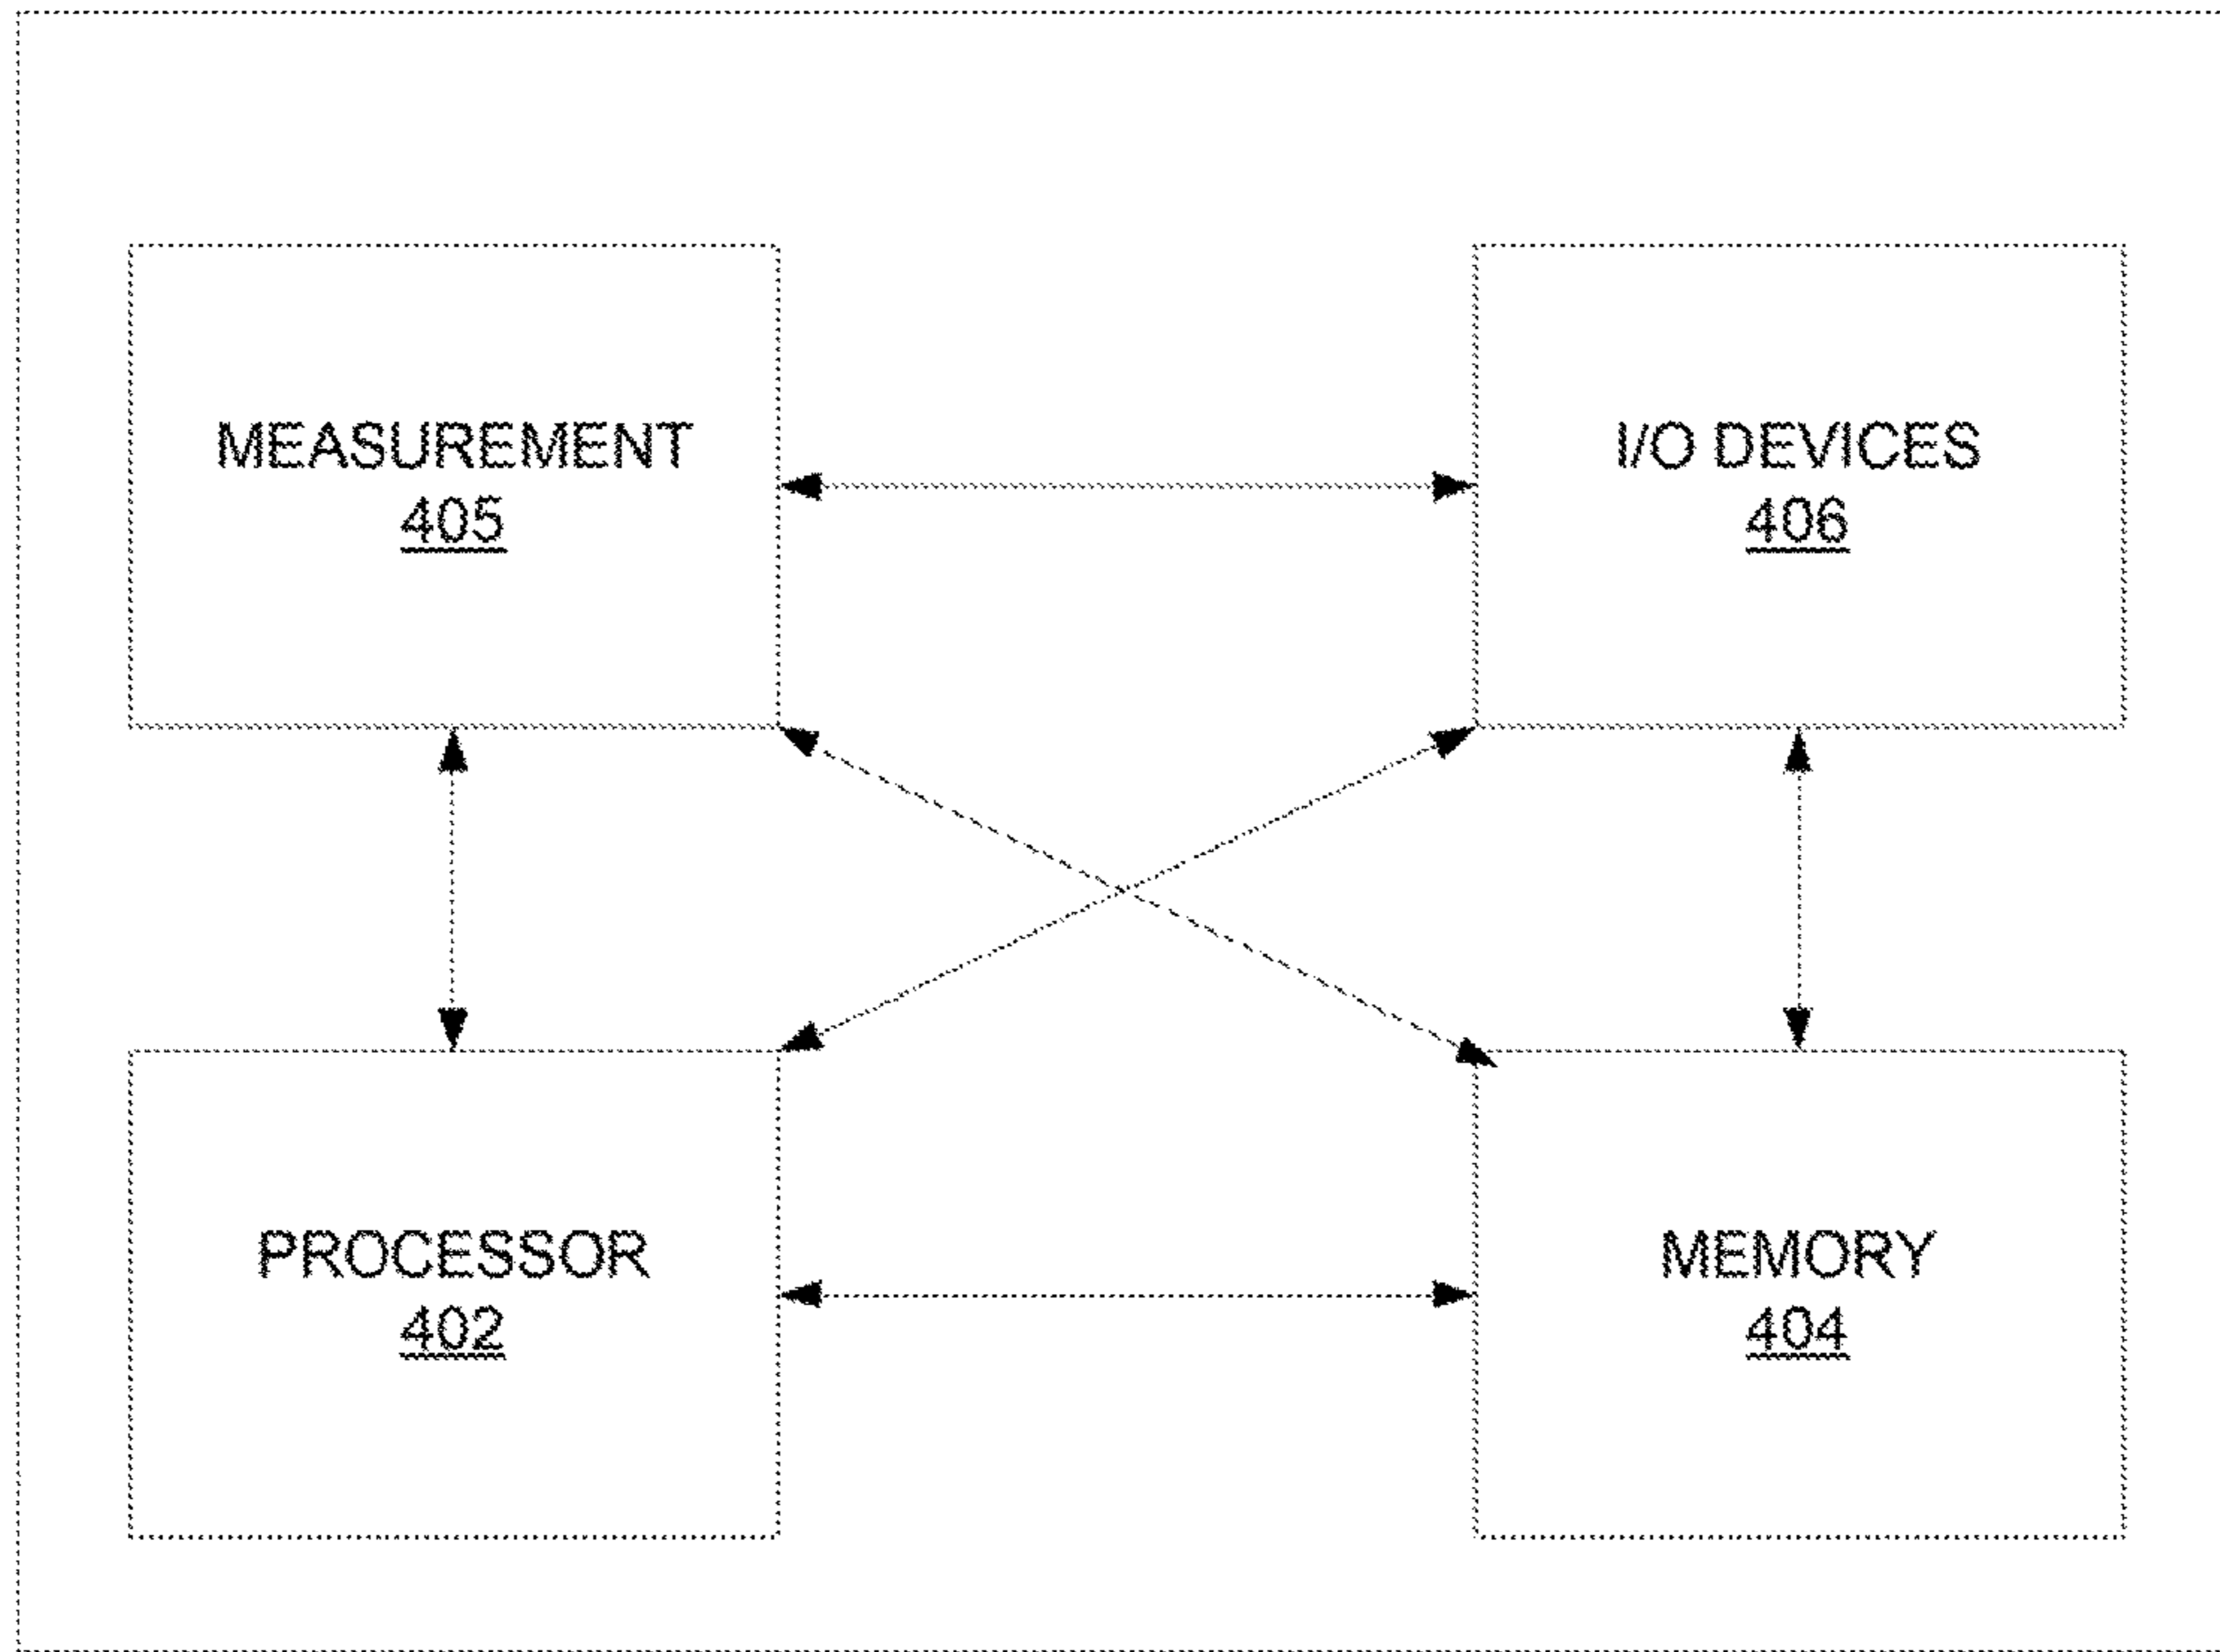 MEASUREMENT
405
I/O DEVICES
406
PROCESSOR
402
MEMORY
404